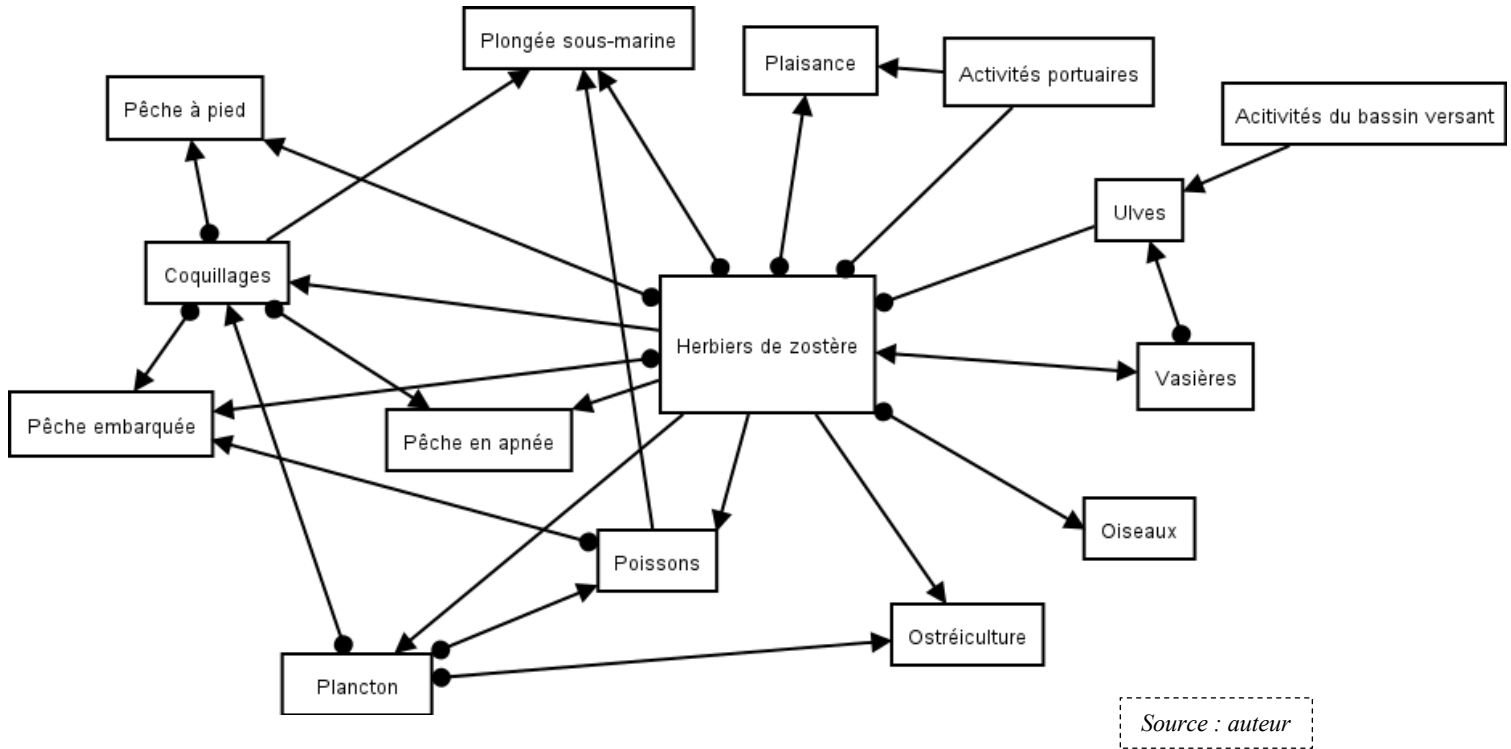 Plongée sous-marine
Plaisance
Activités portuaires
Pêche à pied
Acitivités du bassin versant
Ulves
Coquillages
Herbiers de zostère
Vasières
Pêche embarquée
Pêche en apnée
Oiseaux
Poissons
Ostréiculture
Plancton
Source : auteur